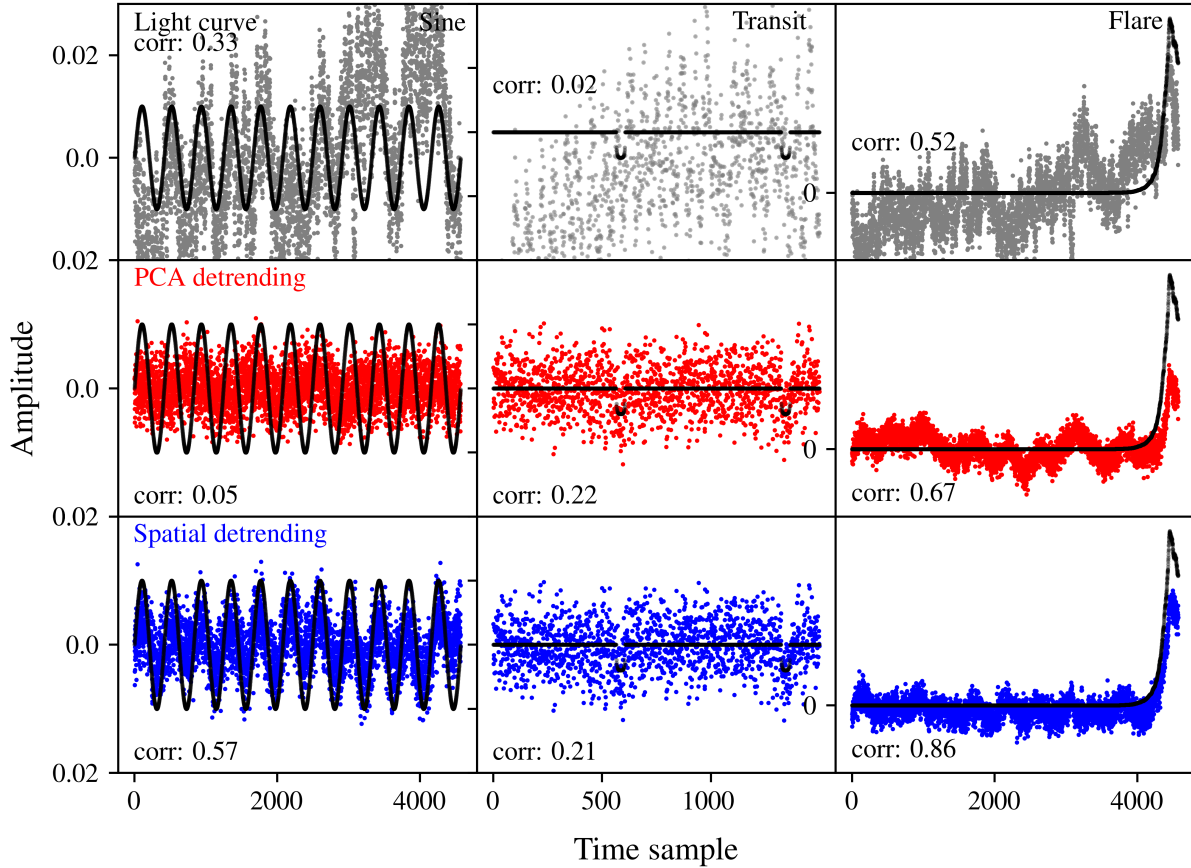 Light curve
Sine
Transit
Flare
corr: 0.33
corr: 0.02
corr: 0.52
0.02
0.0
0
0.02
PCA detrending
0.0
0
corr: 0.05
corr: 0.22
corr: 0.67
0.02
Spatial detrending
0.0
0
corr: 0.57
corr: 0.21
corr: 0.86
0.02
Amplitude
0
2000
4000
0
500
1000
0
2000
4000
Time sample